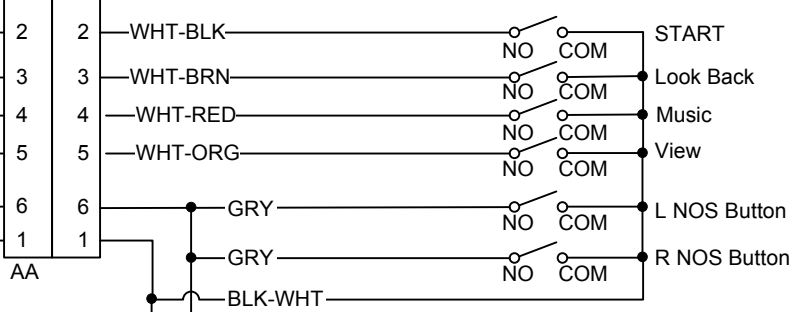 2 2 WHT-BLK NO COM START
3 3 WHT-BRN NO COM Look Back
4 4 WHT-RED NO COM Music
5 5 WHT-ORG NO COM View
6 6 GRY NO COM L NOS Button
1 1
AA GRY NO COM R NOS Button
BLK-WHT